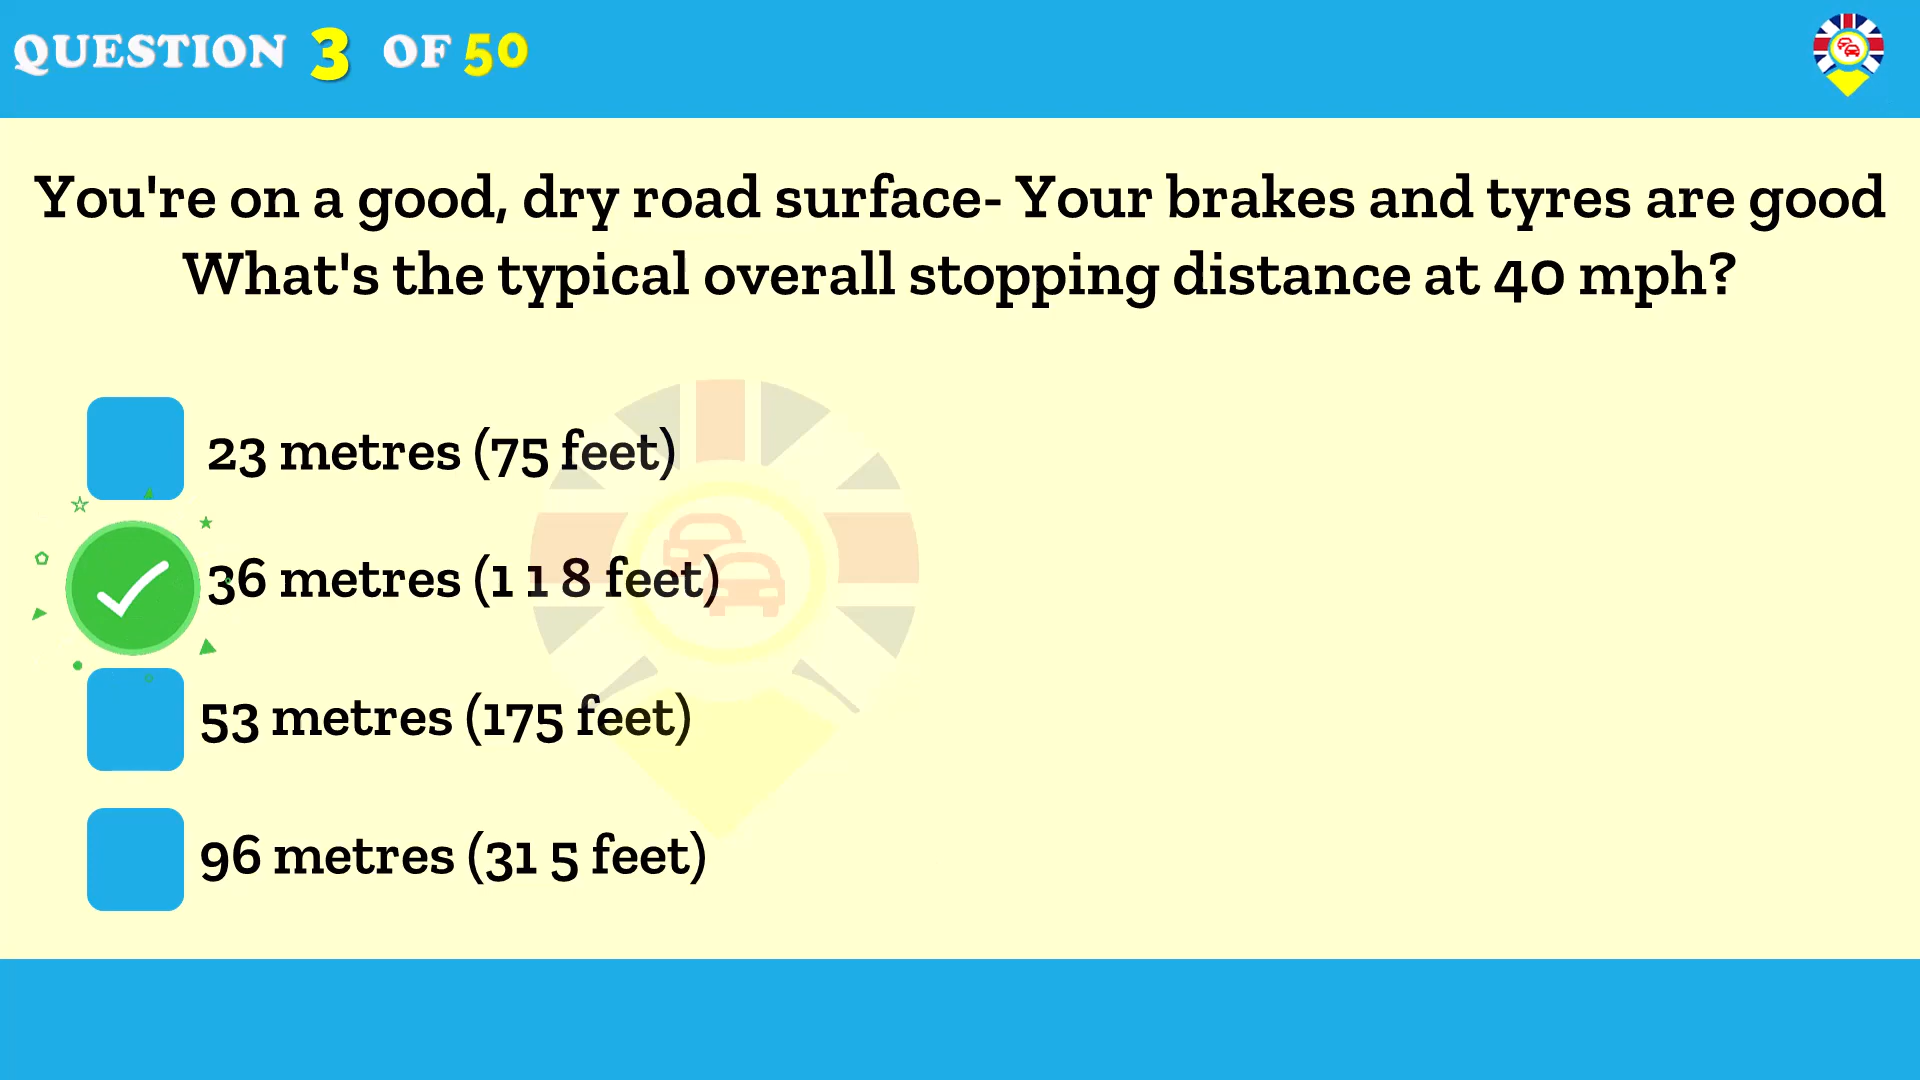 QUESTION 3 OF 50
You're on a good, dry road surface- Your brakes and tyres are good
What's the typical overall stopping distance at 40 mph?
23 metres (75 feet)
36 metres (1 1 8 feet)
53 metres (175 feet)
96 metres (31 5 feet)